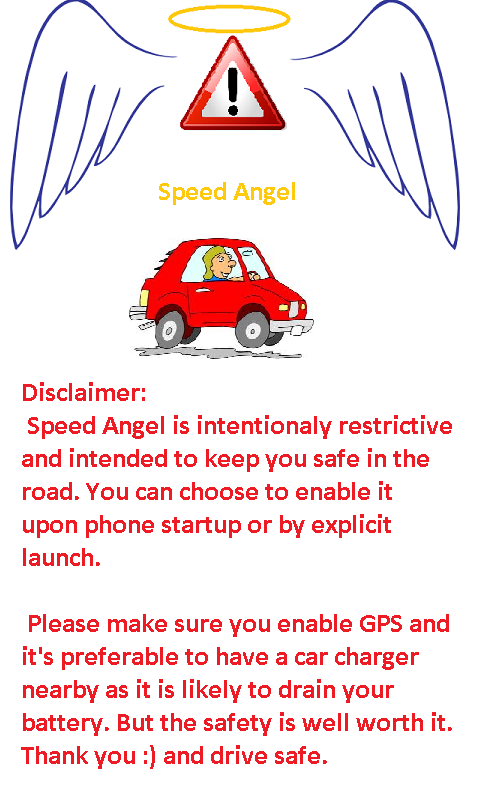 Speed Angel
Disclaimer:
Speed Angel is intentionaly restrictive
and intended to keep you safe in the
road. You can choose to enable it
upon phone startup or by explicit
launch.
Please make sure you enable GPS and
it's preferable to have a car charger
nearby as it is likely to drain your
battery. But the safety is well worth it.
Thank you :) and drive safe.